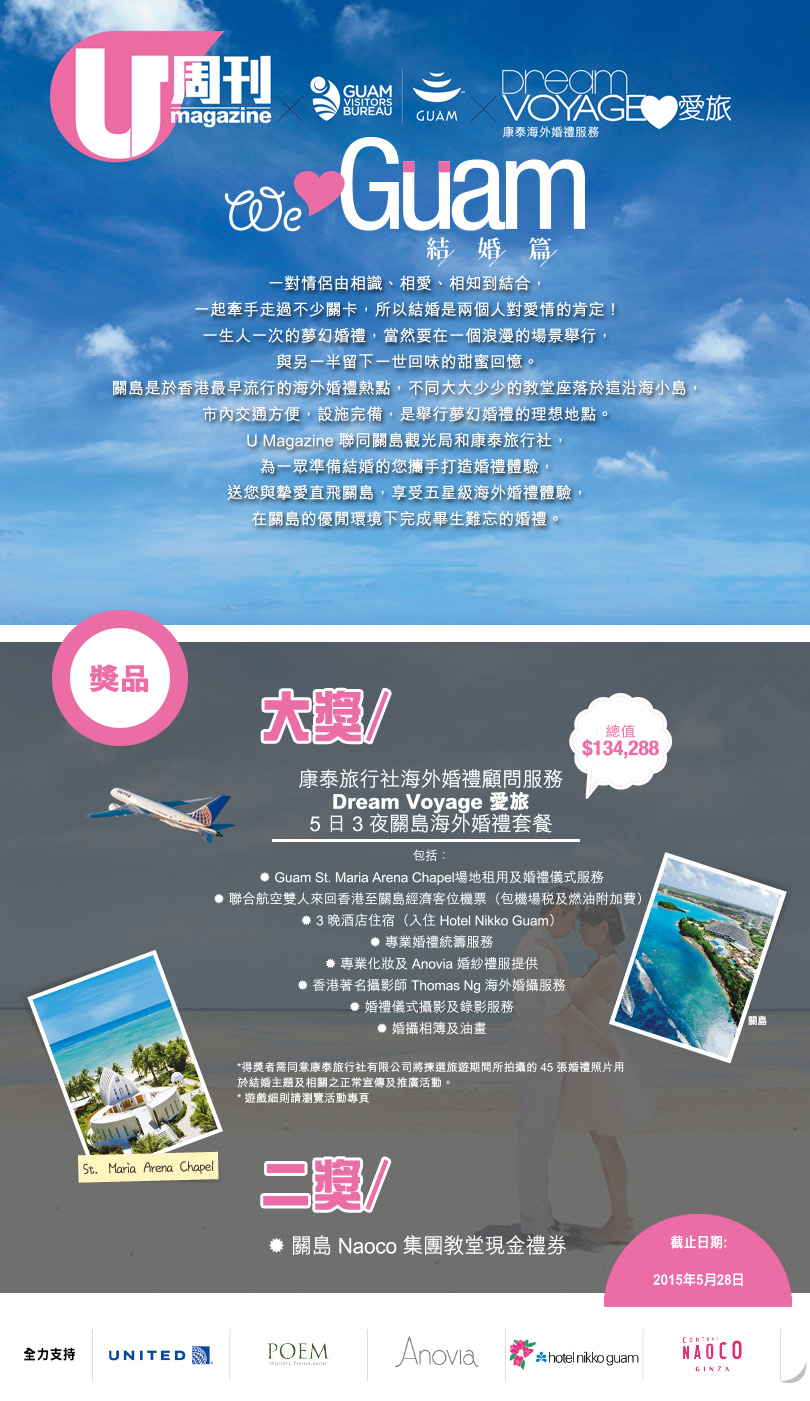 U周刊
magazine
GUAM
VISITORS
BUREAU
GUAM
Dream
VOYAGE 愛旅
康泰海外婚禮服務
We Guam
結婚篇
一對情侶由相識、相愛、相知到結合，
一起牽手走過不少關卡，所以結婚是兩個人對愛情的肯定！
一生人一次的夢幻婚禮，當然要在一個浪漫的場景舉行，
與另一半留下一世回味的甜蜜回憶。
關島是於香港最早流行的海外婚禮熱點，不同大大少少的教堂座落於這沿海小島，
市內交通方便，設施完備，是舉行夢幻婚禮的理想地點。
U Magazine 聯同關島觀光局和康泰旅行社，
為一眾準備結婚的您攜手打造婚禮體驗，
送您與摯愛直飛關島，享受五星級海外婚禮體驗，
在關島的優閒環境下完成畢生難忘的婚禮。
獎品
大獎/
總值
$134,288
康泰旅行社海外婚禮顧問服務
Dream Voyage 愛旅
5 日 3 夜關島海外婚禮套餐
包括：
Guam St. Maria Arena Chapel場地租用及婚禮儀式服務
聯合航空雙人來回香港至關島經濟客位機票（包機場稅及燃油附加費）
3 晚酒店住宿（入住 Hotel Nikko Guam）
專業婚禮統籌服務
專業化妝及 Anovia 婚紗禮服提供
香港著名攝影師 Thomas Ng 海外婚攝服務
婚禮儀式攝影及錄影服務
婚攝相簿及油畫
關島
*得獎者需同意康泰旅行社有限公司將揀選旅遊期間所拍攝的 45 張婚禮照片用
於結婚主題及相關之正常宣傳及推廣活動。
* 遊戲細則請瀏覽活動專頁
St. Maria Arena Chapel
二獎/
關島 Naoco 集團教堂現金禮券
截止日期:
2015年5月28日
全力支持
UNITED
POEM
Anovia
hotel nikko guam
NAOCO
GINZA